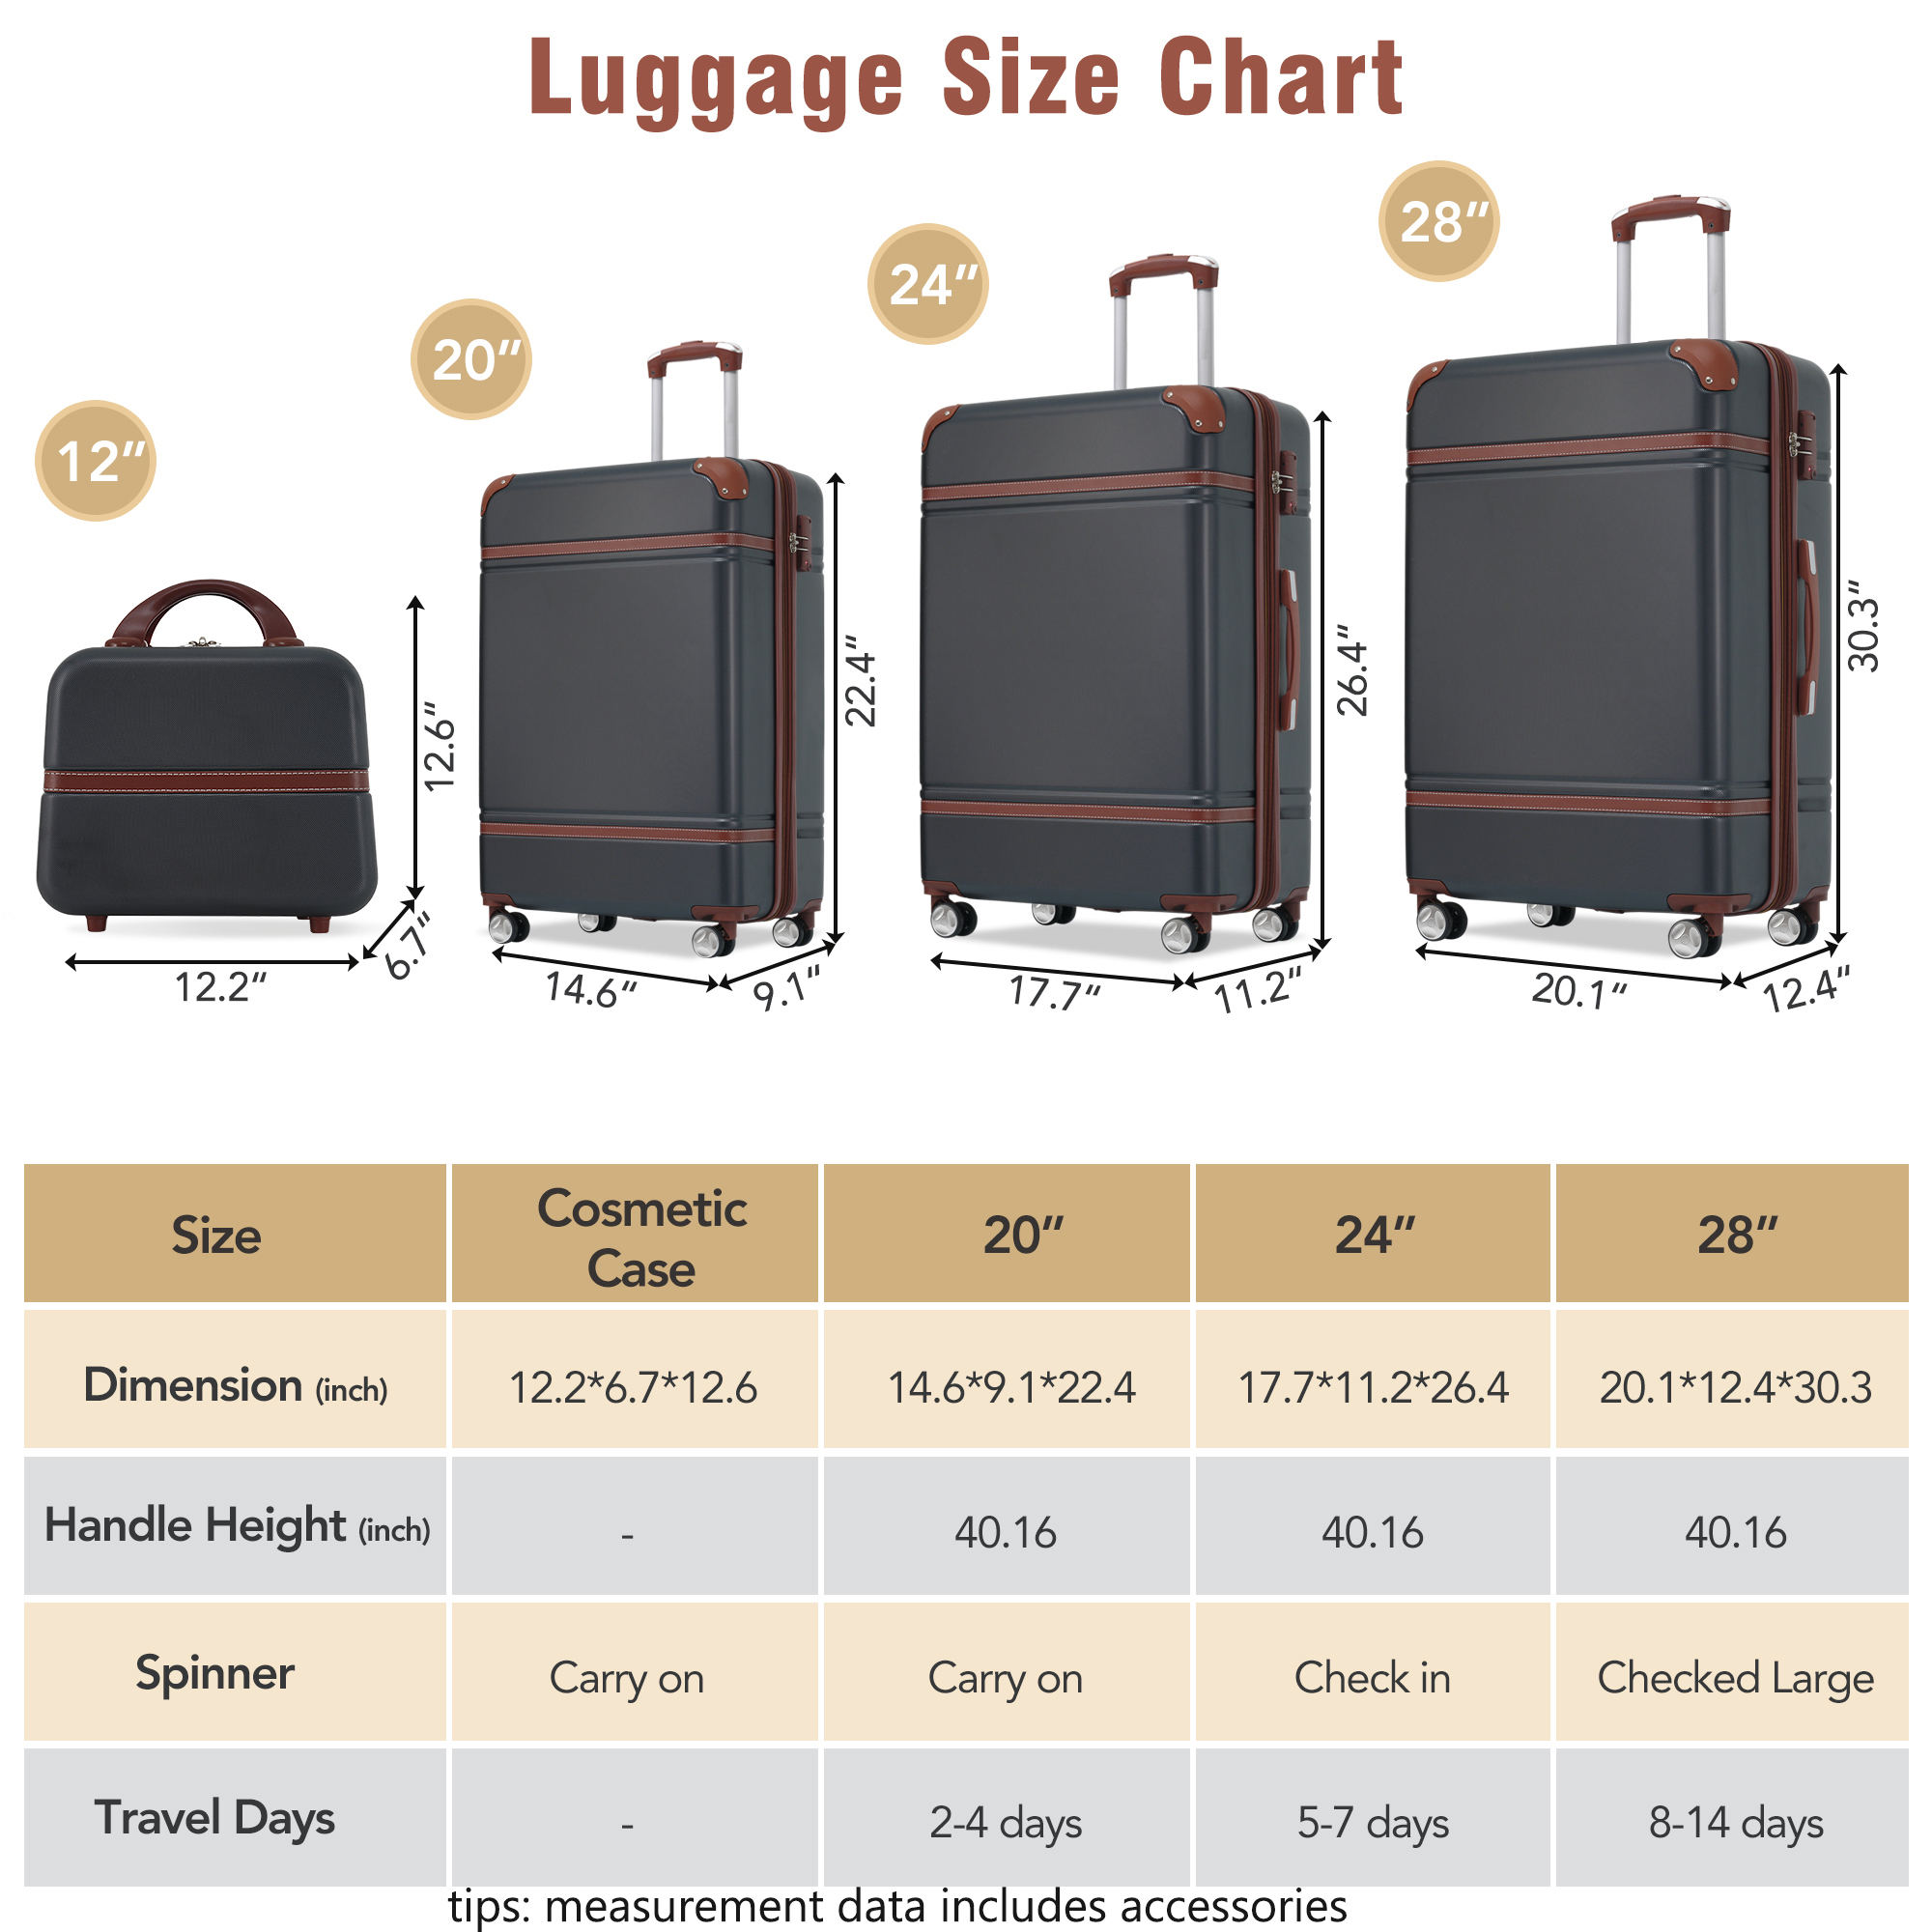 Luggage Size Chart
28”
24”
20”
12”
12.6”
22.4”
26.4”
30.3”
12.2”
6.7”
14.6”
9.1”
17.7”
11.2”
20.1”
12.4”
Size
Cosmetic
Case
20”
24”
28”
Dimension (inch)
12.2*6.7*12.6
14.6*9.1*22.4
17.7*11.2*26.4
20.1*12.4*30.3
Handle Height (inch)
-
40.16
40.16
40.16
Spinner
Carry on
Carry on
Check in
Checked Large
Travel Days
-
2-4 days
5-7 days
8-14 days
tips: measurement data includes accessories